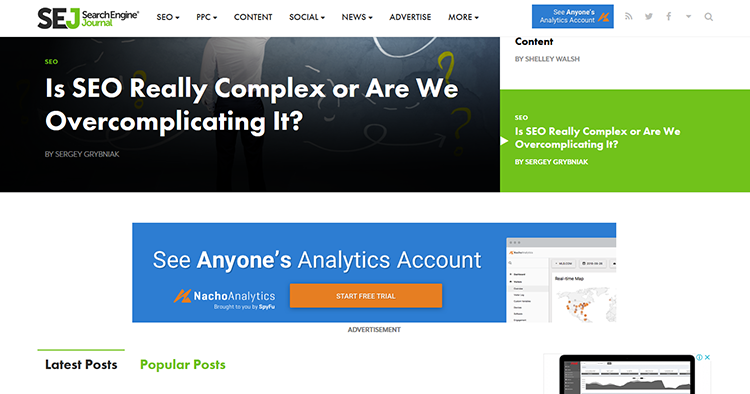 SEJ Search Engine® Journal
SEO PPC CONTENT SOCIAL NEWS ADVERTISE MORE
See Anyone's
Analytics Account
Content
BY SHELLEY WALSH
SEO
Is SEO Really Complex or Are We
Overcomplicating It?
BY SERGEY GRYBNIAK
SEO
Is SEO Really Complex or Are We
Overcomplicating It?
BY SERGEY GRYBNIAK
See Anyone's Analytics Account
NachoAnalytics
Brought to you by SpyFu
START FREE TRIAL
NachoAnalytics
Real-time Map
ADVERTISEMENT
Latest Posts Popular Posts